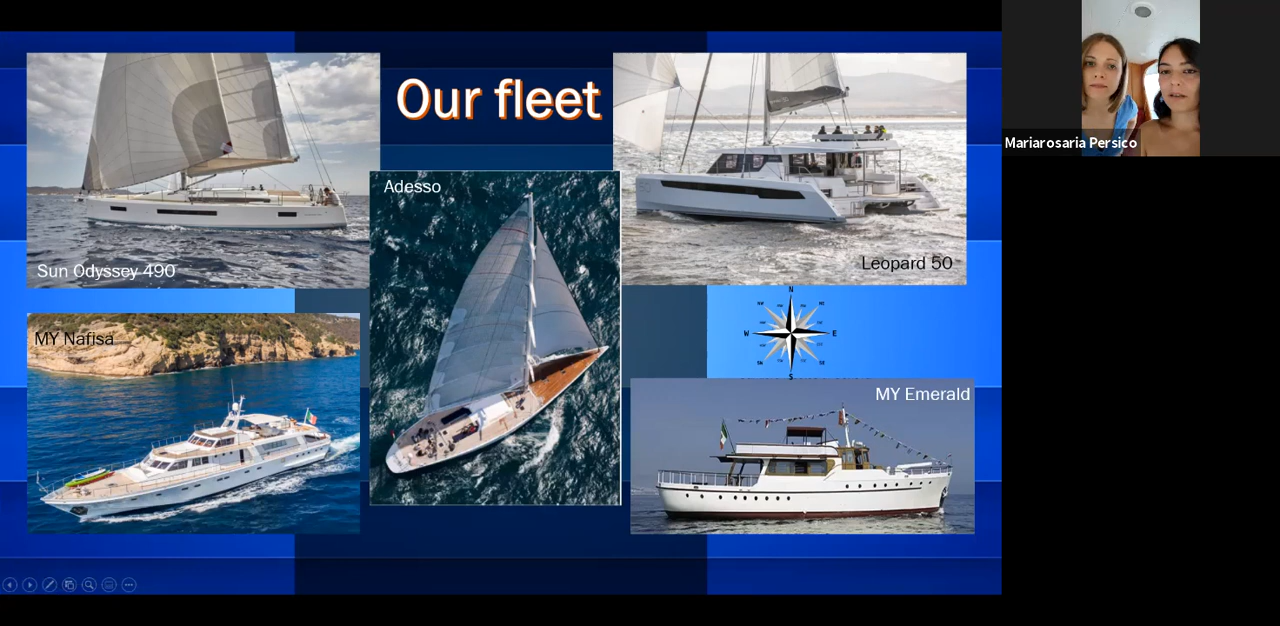 Our fleet
Sun Odyssey 490
Adesso
Leopard 50
MY Nafisa
MY Emerald
N
W
E
S
Mariarosaria Persico